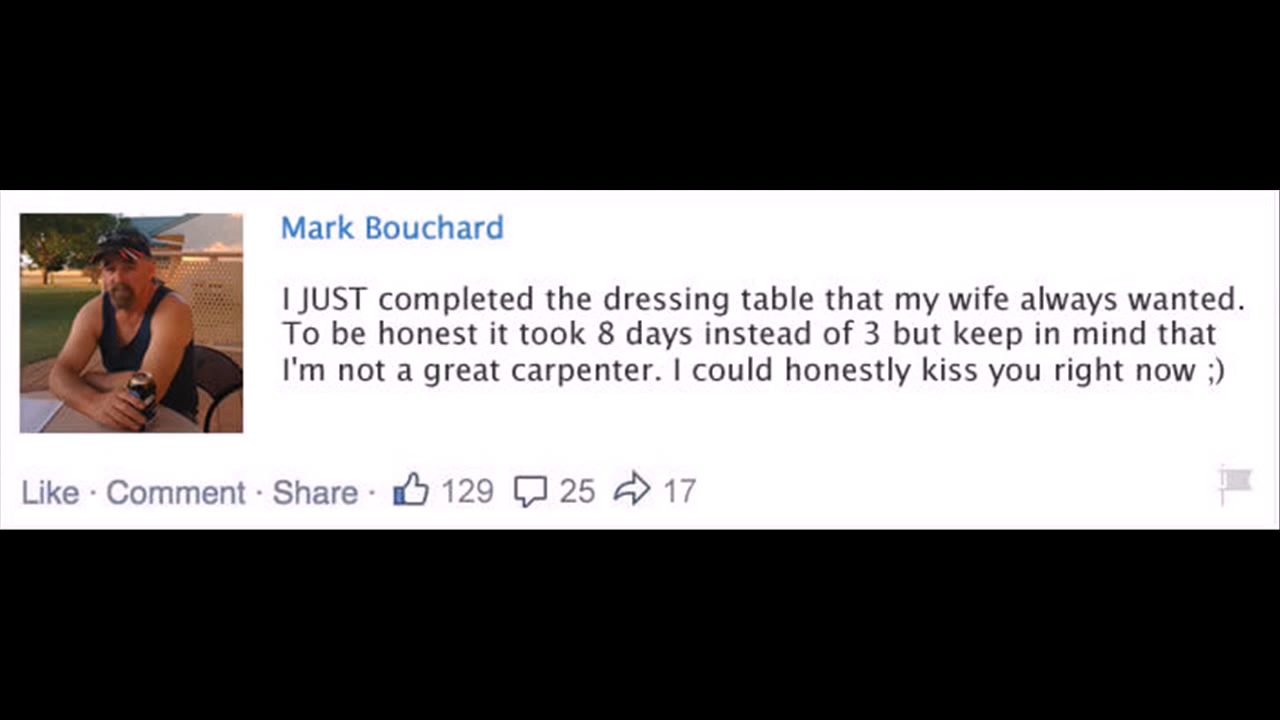 Mark Bouchard
I JUST completed the dressing table that my wife always wanted.
To be honest it took 8 days instead of 3 but keep in mind that
I'm not a great carpenter. I could honestly kiss you right now ;)
Like · Comment · Share · 129 25 17